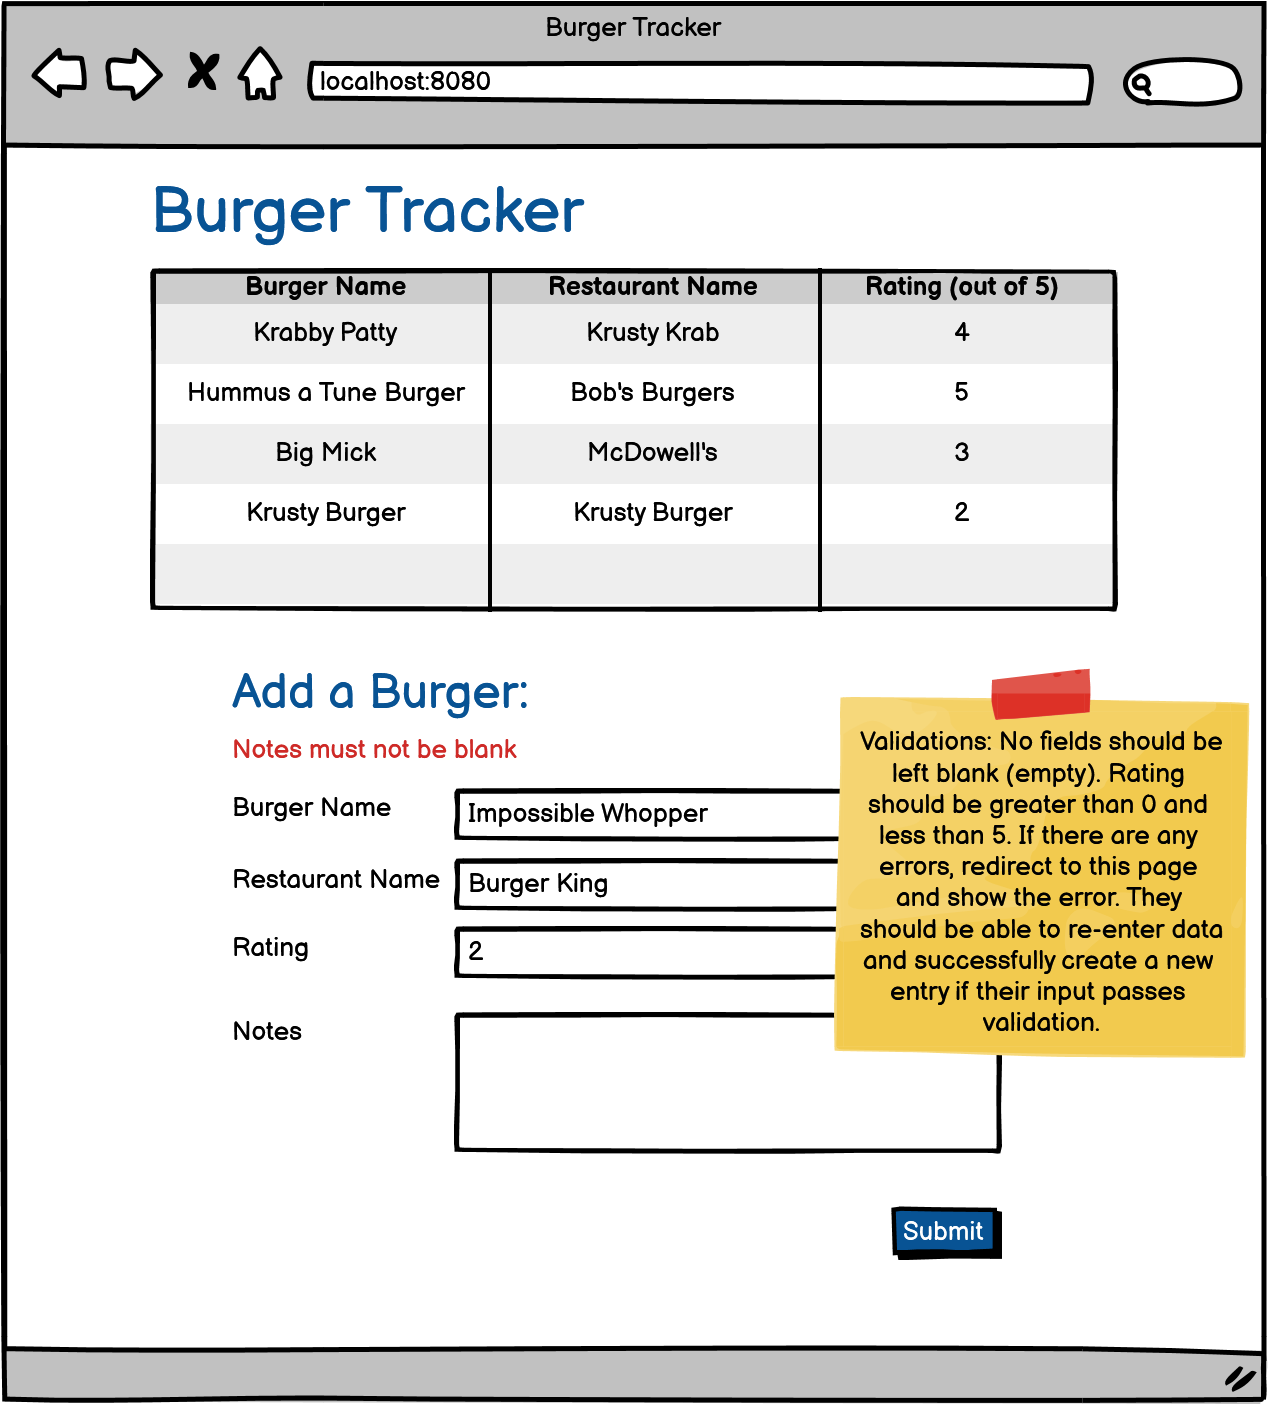 Burger Tracker
localhost:8080
Burger Tracker
Burger Name Restaurant Name Rating (out of 5)
Krabby Patty Krusty Krab 4
Hummus a Tune Burger Bob's Burgers 5
Big Mick McDowell's 3
Krusty Burger Krusty Burger 2
Add a Burger:
Notes must not be blank
Burger Name Impossible Whopper
Restaurant Name Burger King
Rating 2
Notes
Validations: No fields should be
left blank (empty). Rating
should be greater than 0 and
less than 5. If there are any
errors, redirect to this page
and show the error. They
should be able to re-enter data
and successfully create a new
entry if their input passes
validation.
Submit